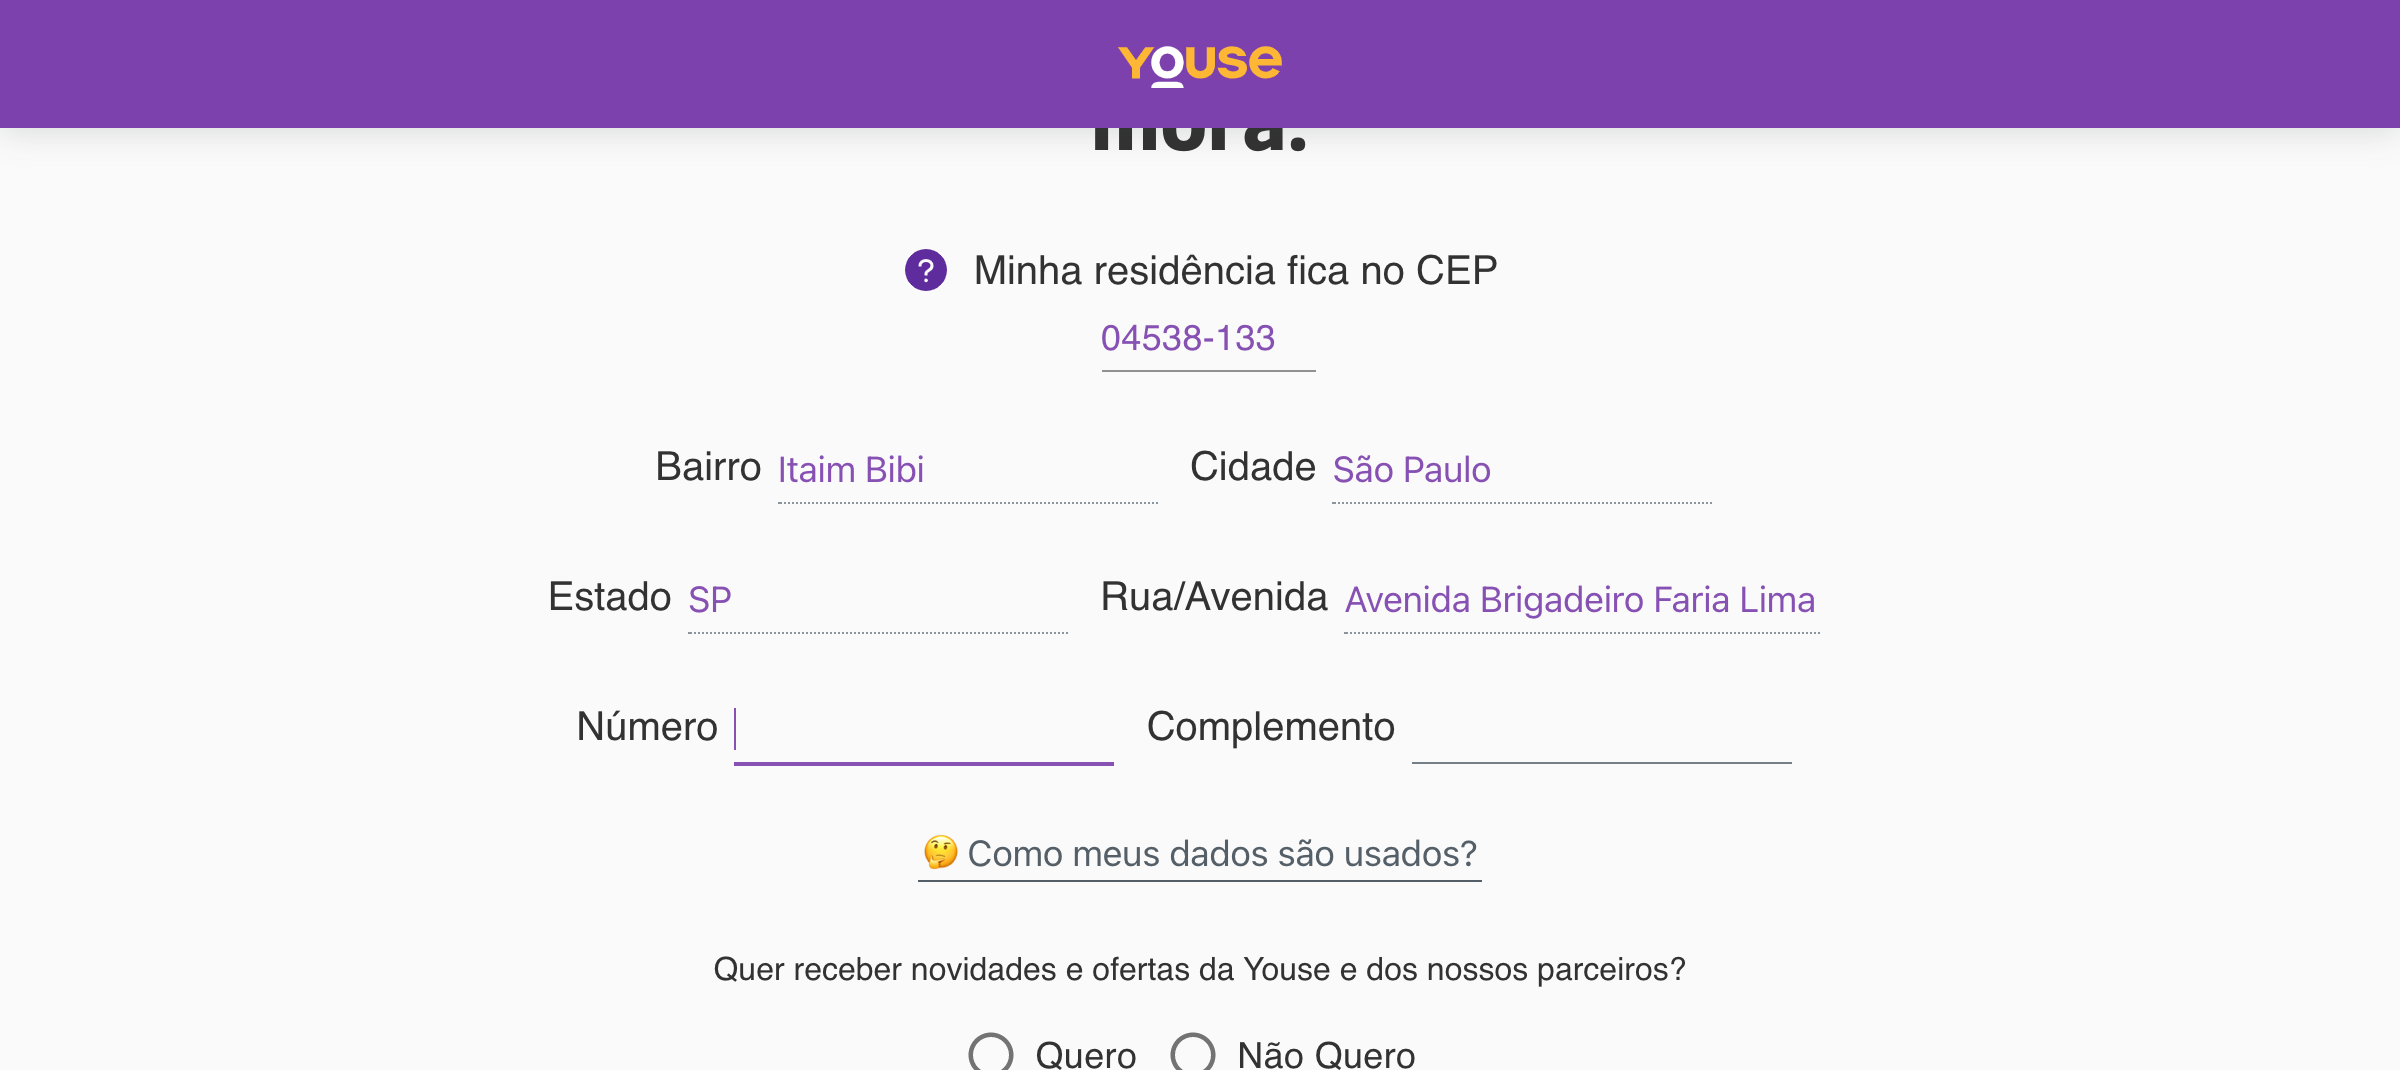 Youse
mora.
? Minha residência fica no CEP
04538-133
Bairro Itaim Bibi Cidade São Paulo
Estado SP Rua/Avenida Avenida Brigadeiro Faria Lima
Número Complemento
🤔 Como meus dados são usados?
Quer receber novidades e ofertas da Youse e dos nossos parceiros?
Quero Não Quero